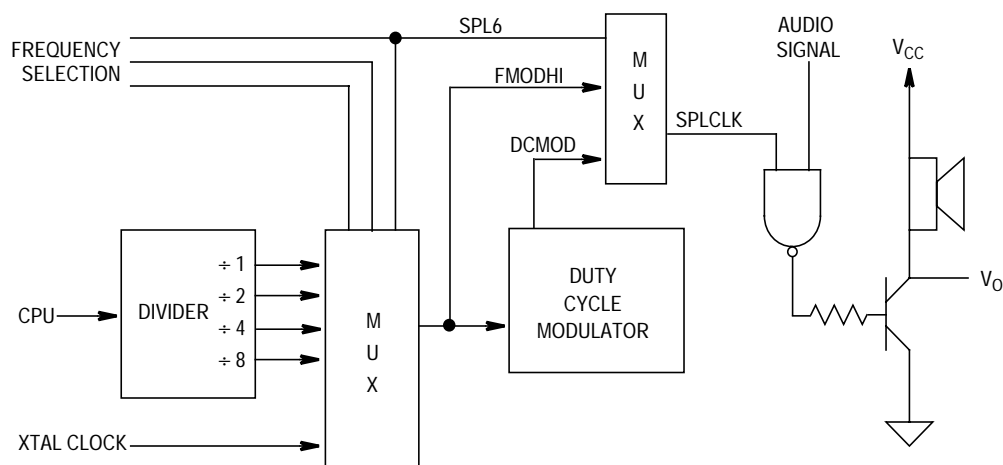 FREQUENCY
SELECTION
SPL6
FMODHI
DCMOD
M
U
X
SPLCLK
AUDIO
SIGNAL
VCC
CPU
DIVIDER
÷ 1
÷ 2
÷ 4
÷ 8
M
U
X
DUTY
CYCLE
MODULATOR
VO
XTAL CLOCK